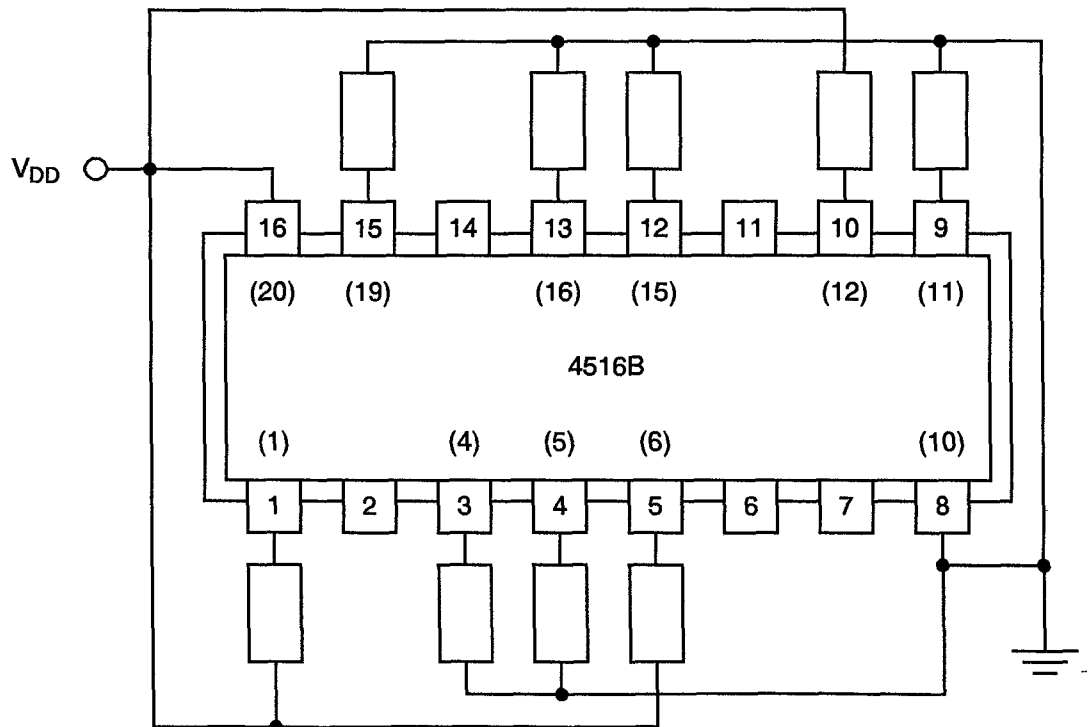 V_DD
16 15 14 13 12 11 10 9
(20) (19) (16) (15) (12) (11)
4516B
(1) (4) (5) (6) (10)
1 2 3 4 5 6 7 8